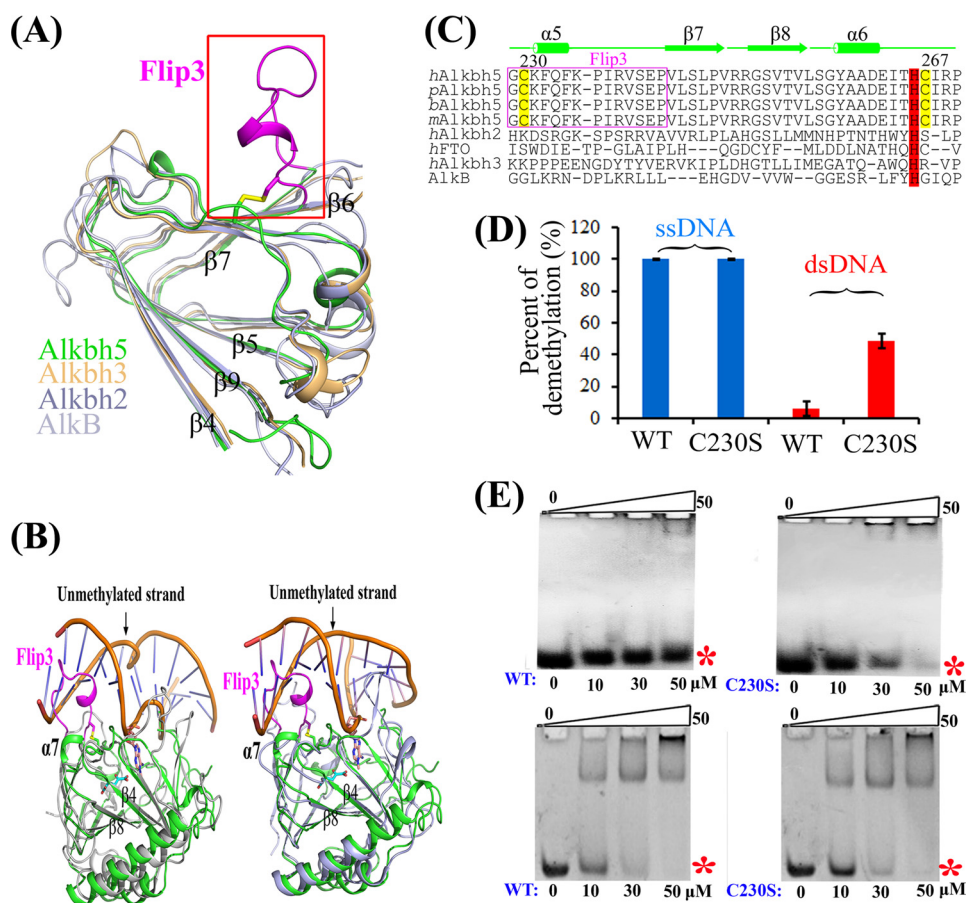 (A)
Flip3
β6
β7
β5
β9
β4
Alkbh5
Alkbh3
Alkbh2
AlkB
(B)
Unmethylated strand
Unmethylated strand
Flip3
Flip3
α7
α7
β4
β4
β8
β8
(C)
α5 β7 β8 α6
230 Flip3 267
hAlkbh5 GCKFQFK-PIRVSEPVLSLPVRRGSVTVLSGYAADEITHCIRP
pAlkbh5 GCKFQFK-PIRVSEPVLSLPVRRGSVTVLSGYAADEITHCIRP
bAlkbh5 GCKFQFK-PIRVSEPVLSLPVRRGSVTVLSGYAADEITHCIRP
mAlkbh5 GCKFQFK-PIRVSEPVLSLPVRRGSVTVLSGYAADEITHCIRP
hAlkbh2 HKDSRGK-SPSRRVAVVRLPLAHGSLLMMNHPTNTHWYHS-LP
hFTO ISWDIE-TP-GLAIPLH---QGDCYF-MLDDLNATHQHC--V
hAlkbh3 KKPPPEENGDYTYVERVKIPLDHGTLLIMEGATQ-AWQHR-VP
AlkB GGLKRN-DPLKRLLL---EHGDV-VVW--GGESR-LFYHGIQP
(D)
ssDNA
dsDNA
Percent of
demethylation (%)
120
100
80
60
40
20
0
WT C230S WT C230S
(E)
0 50
0 50
*
*
WT: 0 10 30 50 μM
C230S: 0 10 30 50 μM
0 50
0 50
*
*
WT: 0 10 30 50 μM
C230S: 0 10 30 50 μM